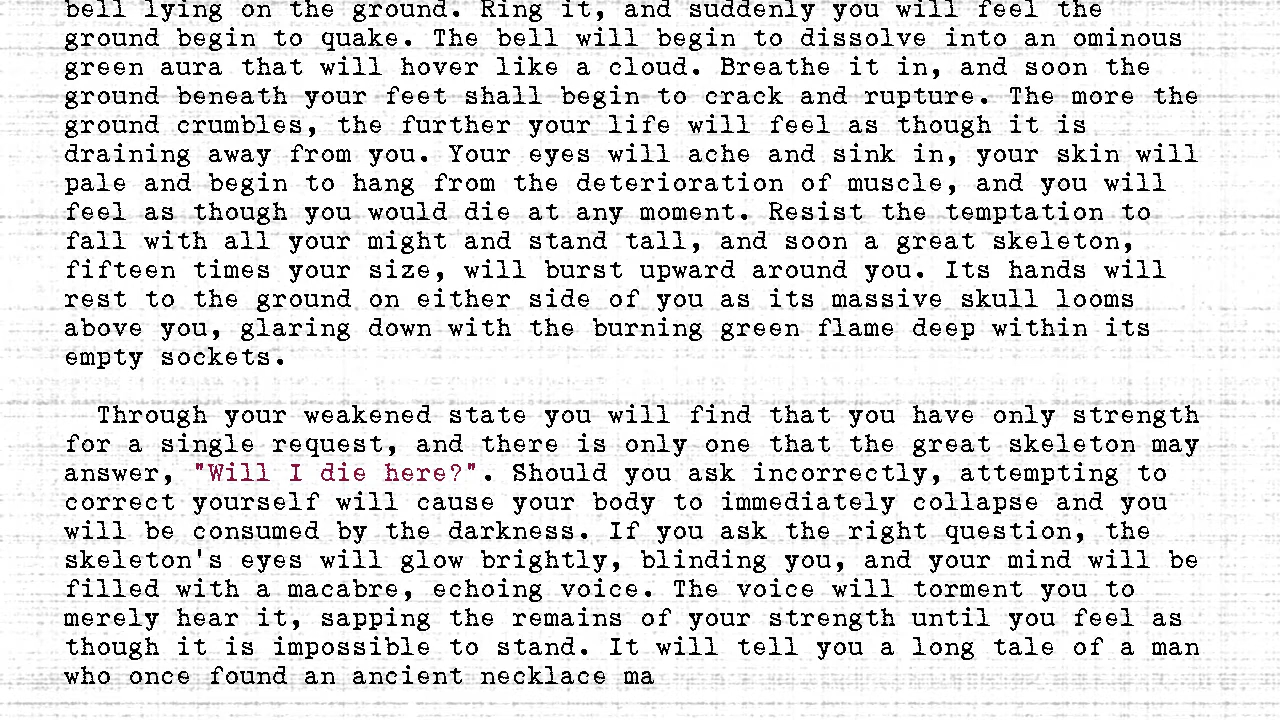 bell lying on the ground. Ring it, and suddenly you will feel the
ground begin to quake. The bell will begin to dissolve into an ominous
green aura that will hover like a cloud. Breathe it in, and soon the
ground beneath your feet shall begin to crack and rupture. The more the
ground crumbles, the further your life will feel as though it is
draining away from you. Your eyes will ache and sink in, your skin will
pale and begin to hang from the deterioration of muscle, and you will
feel as though you would die at any moment. Resist the temptation to
fall with all your might and stand tall, and soon a great skeleton,
fifteen times your size, will burst upward around you. Its hands will
rest to the ground on either side of you as its massive skull looms
above you, glaring down with the burning green flame deep within its
empty sockets.
Through your weakened state you will find that you have only strength
for a single request, and there is only one that the great skeleton may
answer, "Will I die here?". Should you ask incorrectly, attempting to
correct yourself will cause your body to immediately collapse and you
will be consumed by the darkness. If you ask the right question, the
skeleton's eyes will glow brightly, blinding you, and your mind will be
filled with a macabre, echoing voice. The voice will torment you to
merely hear it, sapping the remains of your strength until you feel as
though it is impossible to stand. It will tell you a long tale of a man
who once found an ancient necklace ma